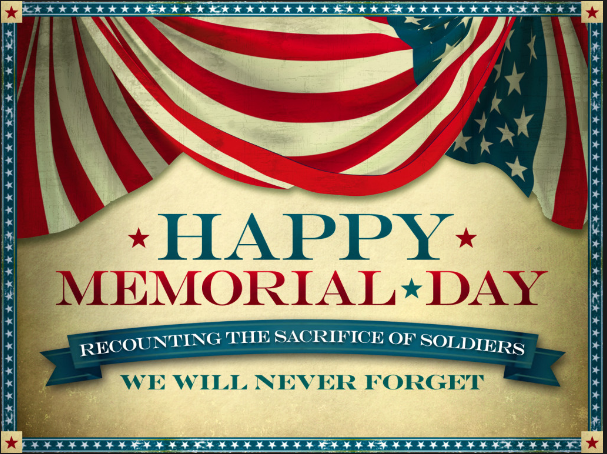 HAPPY
MEMORIAL DAY
RECOUNTING THE SACRIFICE OF SOLDIERS
WE WILL NEVER FORGET